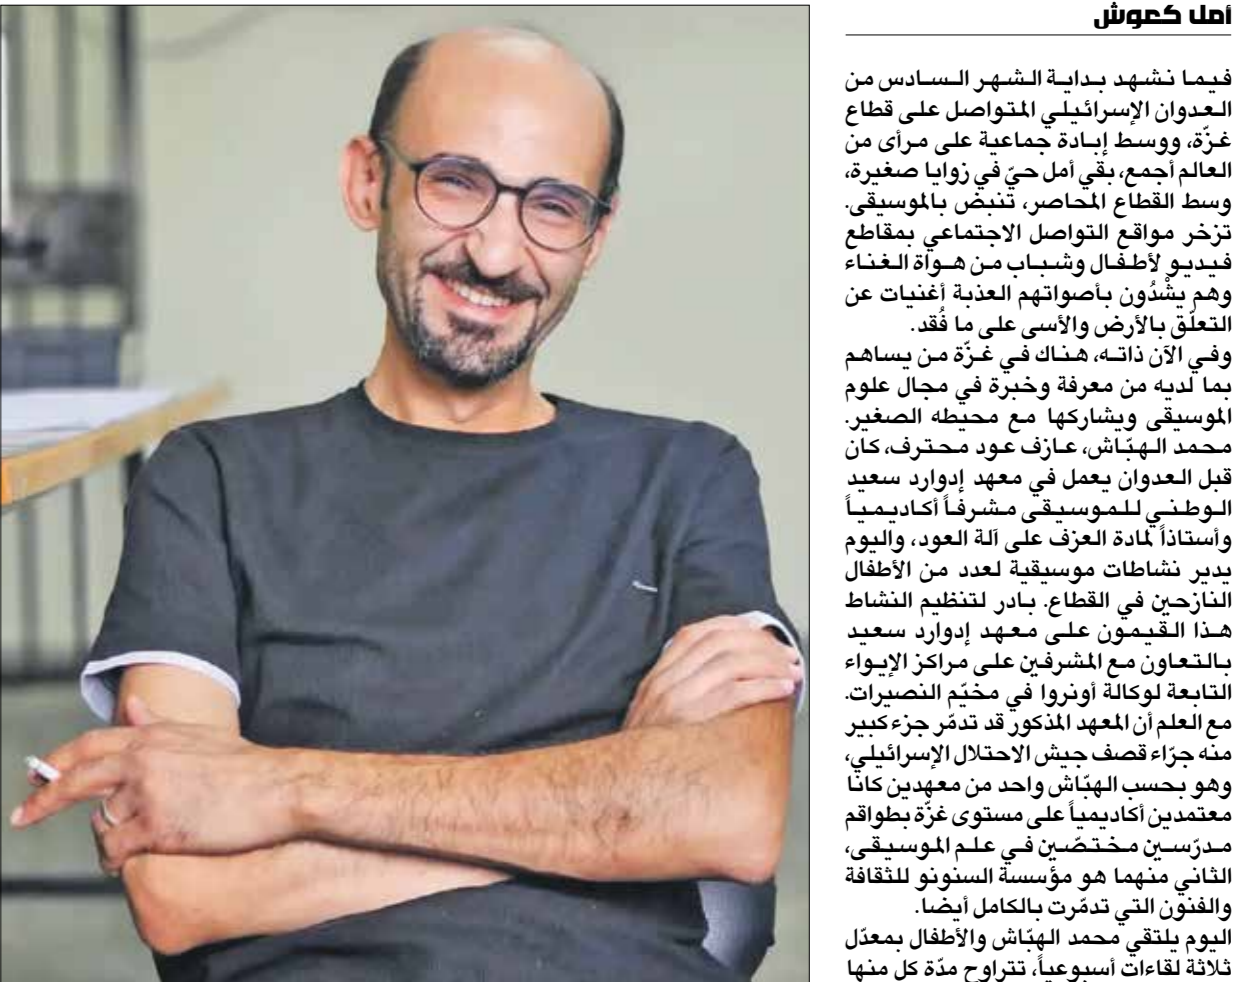 أمل كعوش
فيما نشهد بداية الشهر السادس من
العدوان الإسرائيلي المتواصل على قطاع
غزّة، ووسط إبادة جماعية على مرأى من
العالم أجمع، بقي أمل حيّ في زوايا صغيرة،
وسط القطاع المحاصر، تنبض بالموسيقى.
تزخر مواقع التواصل الاجتماعي بمقاطع
فيديو لأطفال وشباب من هواة الغناء
وهم يشْدُون بأصواتهم العذبة أغنيات عن
التعلّق بالأرض والأسى على ما فُقد.
وفي الآن ذاته، هناك في غزّة من يساهم
بما لديه من معرفة وخبرة في مجال علوم
الموسيقى ويشاركها مع محيطه الصغير.
محمد الهبّاش، عازف عود محترف، كان
قبل العدوان يعمل في معهد إدوارد سعيد
الوطني للموسيقى مشرفاً أكاديمياً
وأستاذاً لمادة العزف على آلة العود، واليوم
يدير نشاطات موسيقية لعدد من الأطفال
النازحين في القطاع. بادر لتنظيم النشاط
هذا القيمون على معهد إدوارد سعيد
بالتعاون مع المشرفين على مراكز الإيواء
التابعة لوكالة أونروا في مخيّم النصيرات.
مع العلم أن المعهد المذكور قد تدمّر جزء كبير
منه جرّاء قصف جيش الاحتلال الإسرائيلي،
وهو بحسب الهبّاش واحد من معهدين كانا
معتمدين أكاديمياً على مستوى غزّة بطواقم
مدرّسين مختصّين في علم الموسيقى،
الثاني منهما هو مؤسسة السنونو للثقافة
والفنون التي تدمّرت بالكامل أيضا.
اليوم يلتقي محمد الهبّاش والأطفال بمعدّل
ثلاثة لقاءات أسبوعياً، تتراوح مدّة كل منها